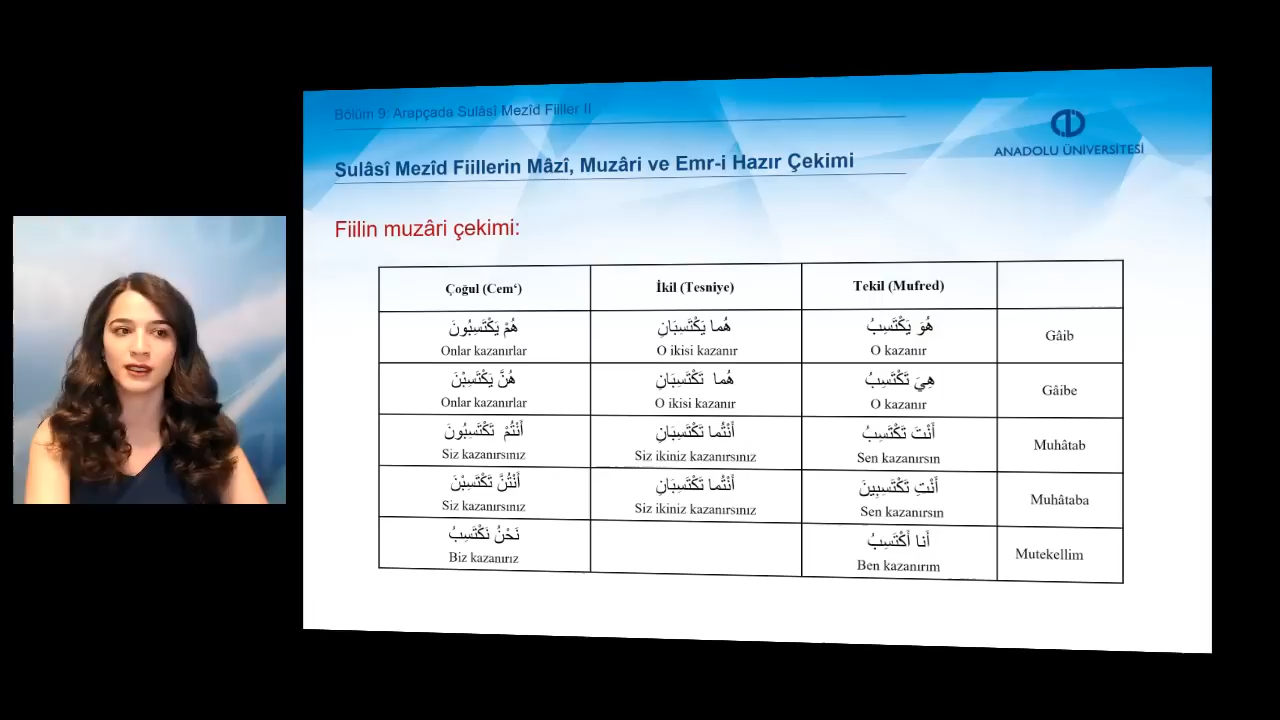 Bölüm 9: Arapçada Sulâsî Mezîd Fiiller II
ANADOLU ÜNİVERSİTESİ
Sulâsî Mezîd Fiillerin Mâzî, Muzâri ve Emr-i Hazır Çekimi
Fiilin muzâri çekimi:
Çoğul (Cem‘) İkil (Tesniye) Tekil (Mufred)
هُمْ يَكْتَسِبُونَ هُما يَكْتَسِبَانِ هُوَ يَكْتَسِبُ
Onlar kazanırlar O ikisi kazanır O kazanır Gâib
هُنَّ يَكْتَسِبْنَ هُما تَكْتَسِبَانِ هِيَ تَكْتَسِبُ
Onlar kazanırlar O ikisi kazanır O kazanır Gâibe
أَنْتُمْ تَكْتَسِبُونَ أَنْتُما تَكْتَسِبَانِ أَنْتَ تَكْتَسِبُ
Siz kazanırsınız Siz ikiniz kazanırsınız Sen kazanırsın Muhâtab
أَنْتُنَّ تَكْتَسِبْنَ أَنْتُما تَكْتَسِبَانِ أَنْتِ تَكْتَسِبِينَ
Siz kazanırsınız Siz ikiniz kazanırsınız Sen kazanırsın Muhâtaba
نَحْنُ نَكْتَسِبُ أَنا أَكْتَسِبُ
Biz kazanırız Ben kazanırım Mutekellim